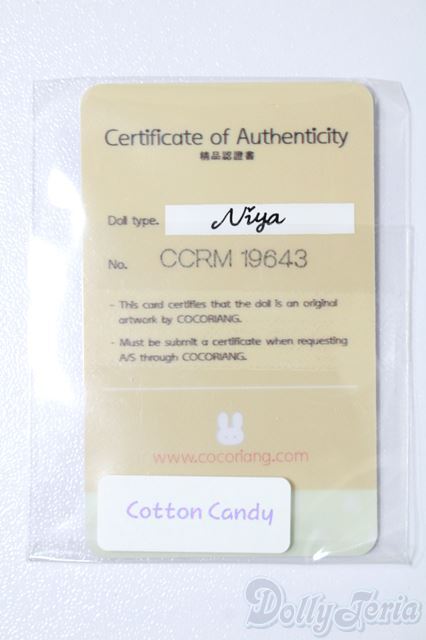 Certificate of Authenticity
精品認證書
Doll type. Niya
No. CCRM 19643
- This card certifies that the doll is an original
artwork by COCORIANG.
- Must be submit a certificate when requesting
A/S through COCORIANG.
www.cocoriang.com
Cotton Candy
DollyTeria